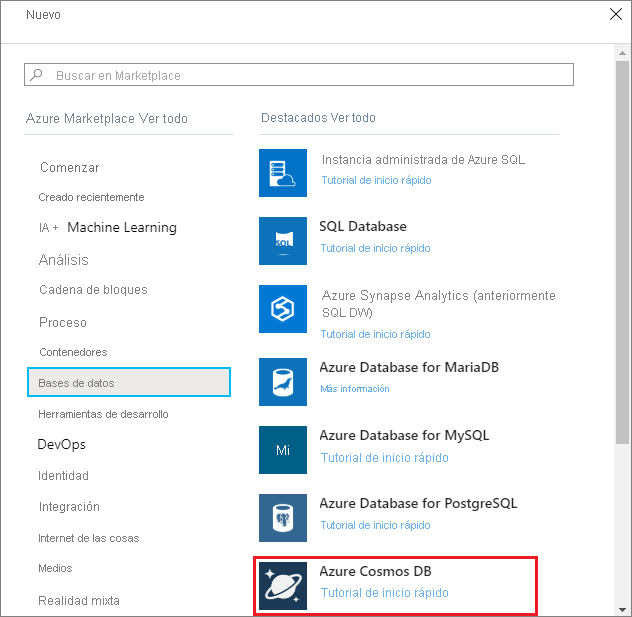 Nuevo
Buscar en Marketplace
Azure Marketplace Ver todo
Comenzar
Creado recientemente
IA + Machine Learning
Análisis
Cadena de bloques
Proceso
Contenedores
Bases de datos
Herramientas de desarrollo
DevOps
Identidad
Integración
Internet de las cosas
Medios
Realidad mixta
Destacados Ver todo
Instancia administrada de Azure SQL
Tutorial de inicio rápido
SQL
SQL Database
Tutorial de inicio rápido
Azure Synapse Analytics (anteriormente
SQL DW)
Tutorial de inicio rápido
Azure Database for MariaDB
Más información
Mi
Azure Database for MySQL
Tutorial de inicio rápido
Azure Database for PostgreSQL
Tutorial de inicio rápido
Azure Cosmos DB
Tutorial de inicio rápido